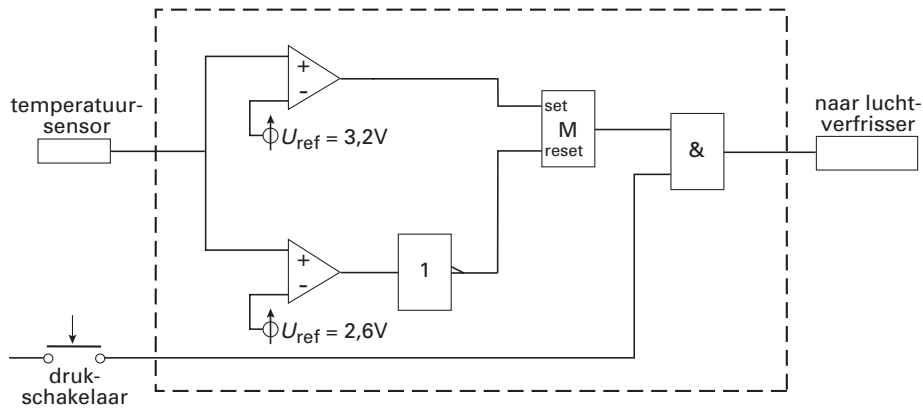 temperatuur-
sensor
+
-
U_ref = 3,2V
set
M
reset
&
naar lucht-
verfrisser
+
-
U_ref = 2,6V
1
druk-
schakelaar